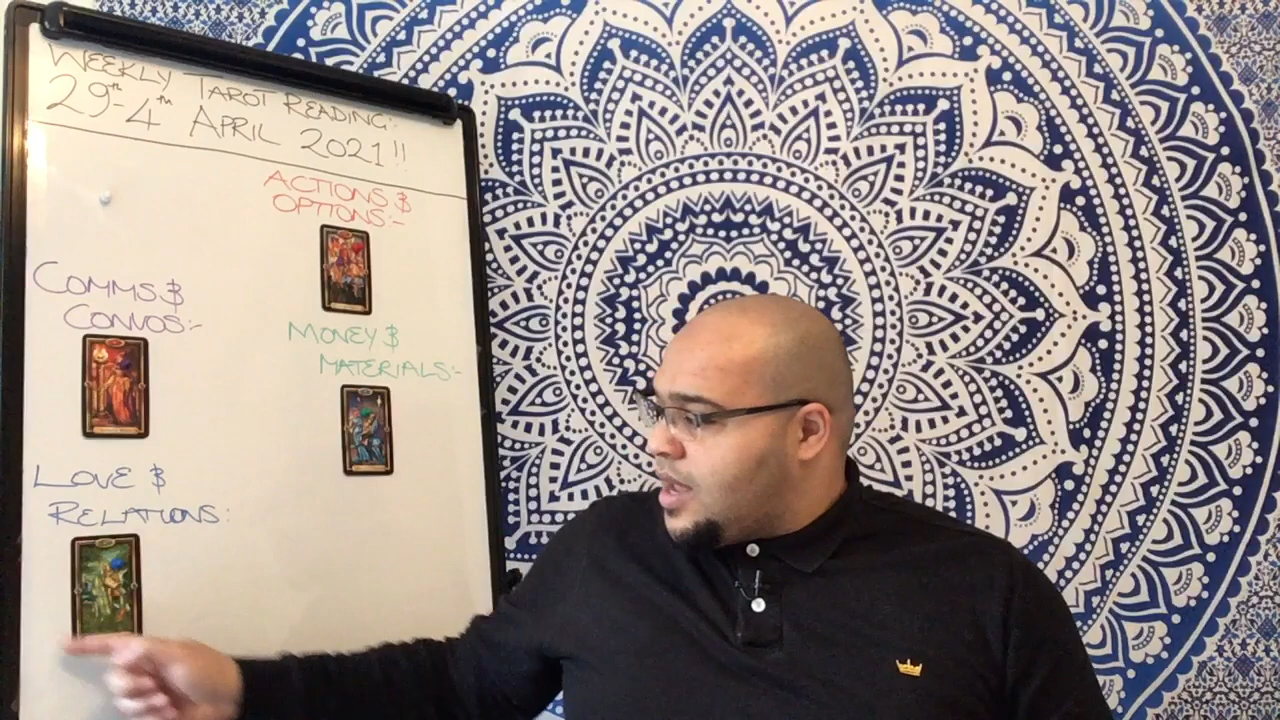 WEEKLY TAROT READING:
29th-4th APRIL 2021!!
ACTIONS &
OPTIONS:-
COMMS &
CONVOS:-
MONEY &
MATERIALS:-
LOVE &
RELATIONS: